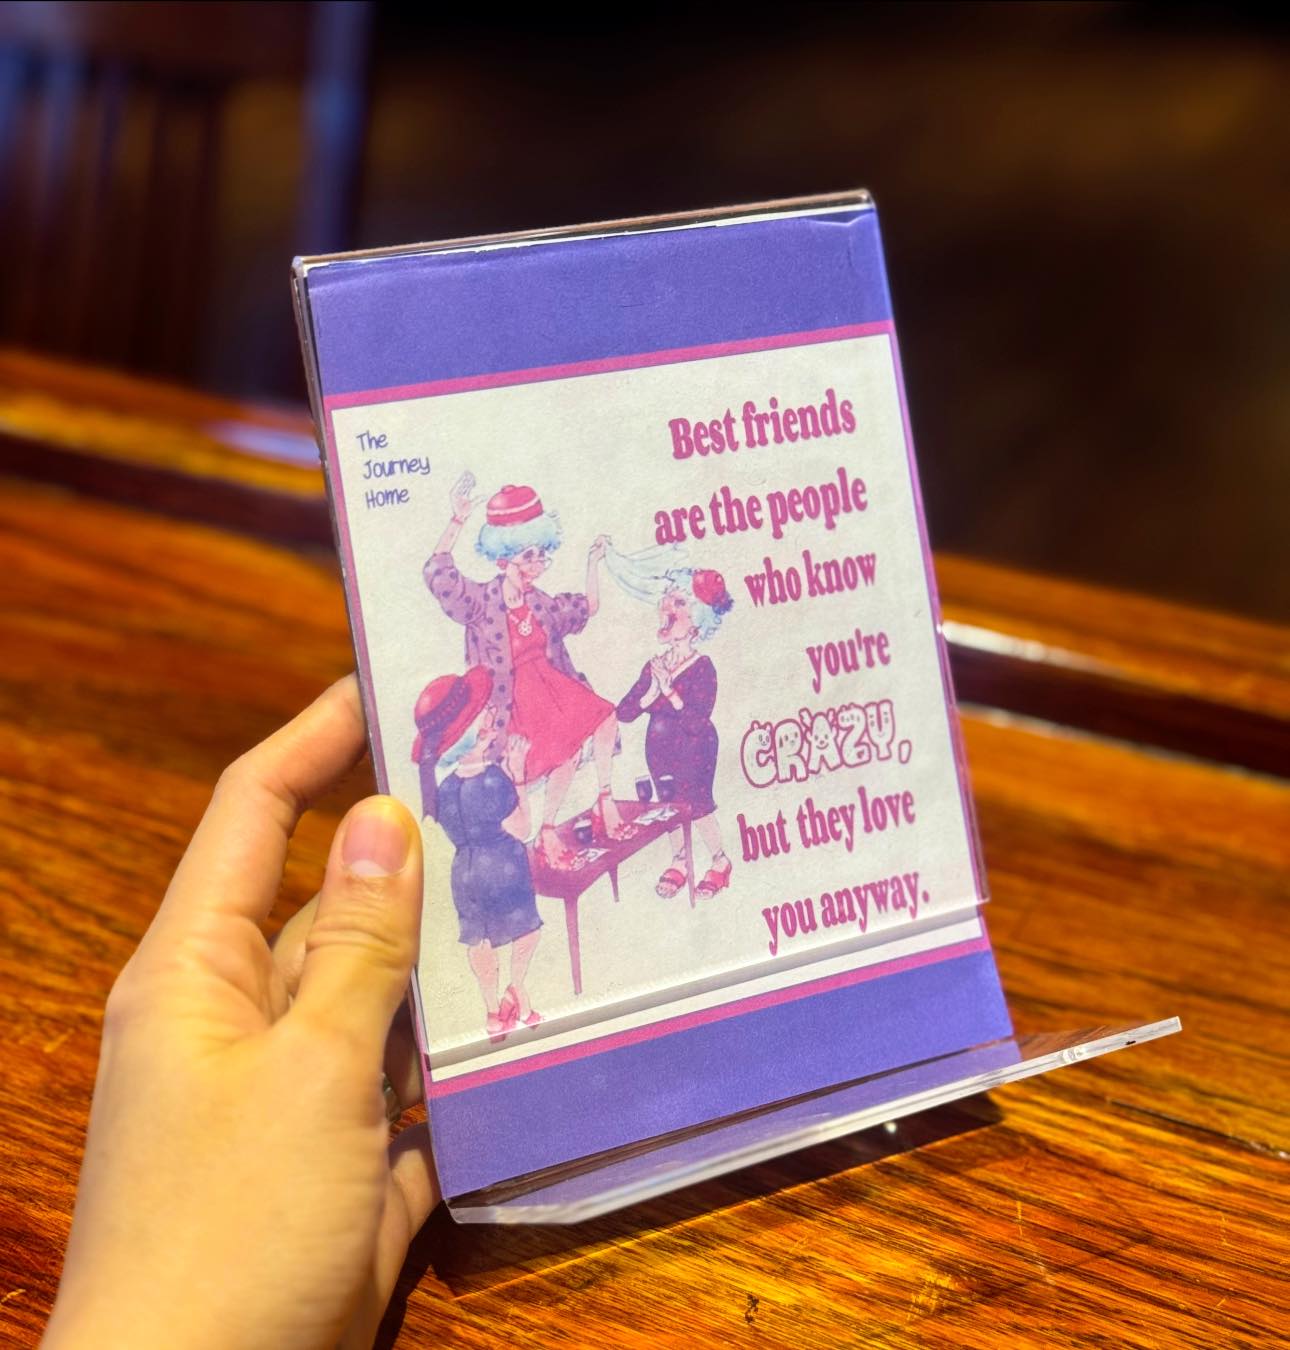 The
Journey
Home
Best friends
are the people
who know
you're
CRAZY,
but they love
you anyway.